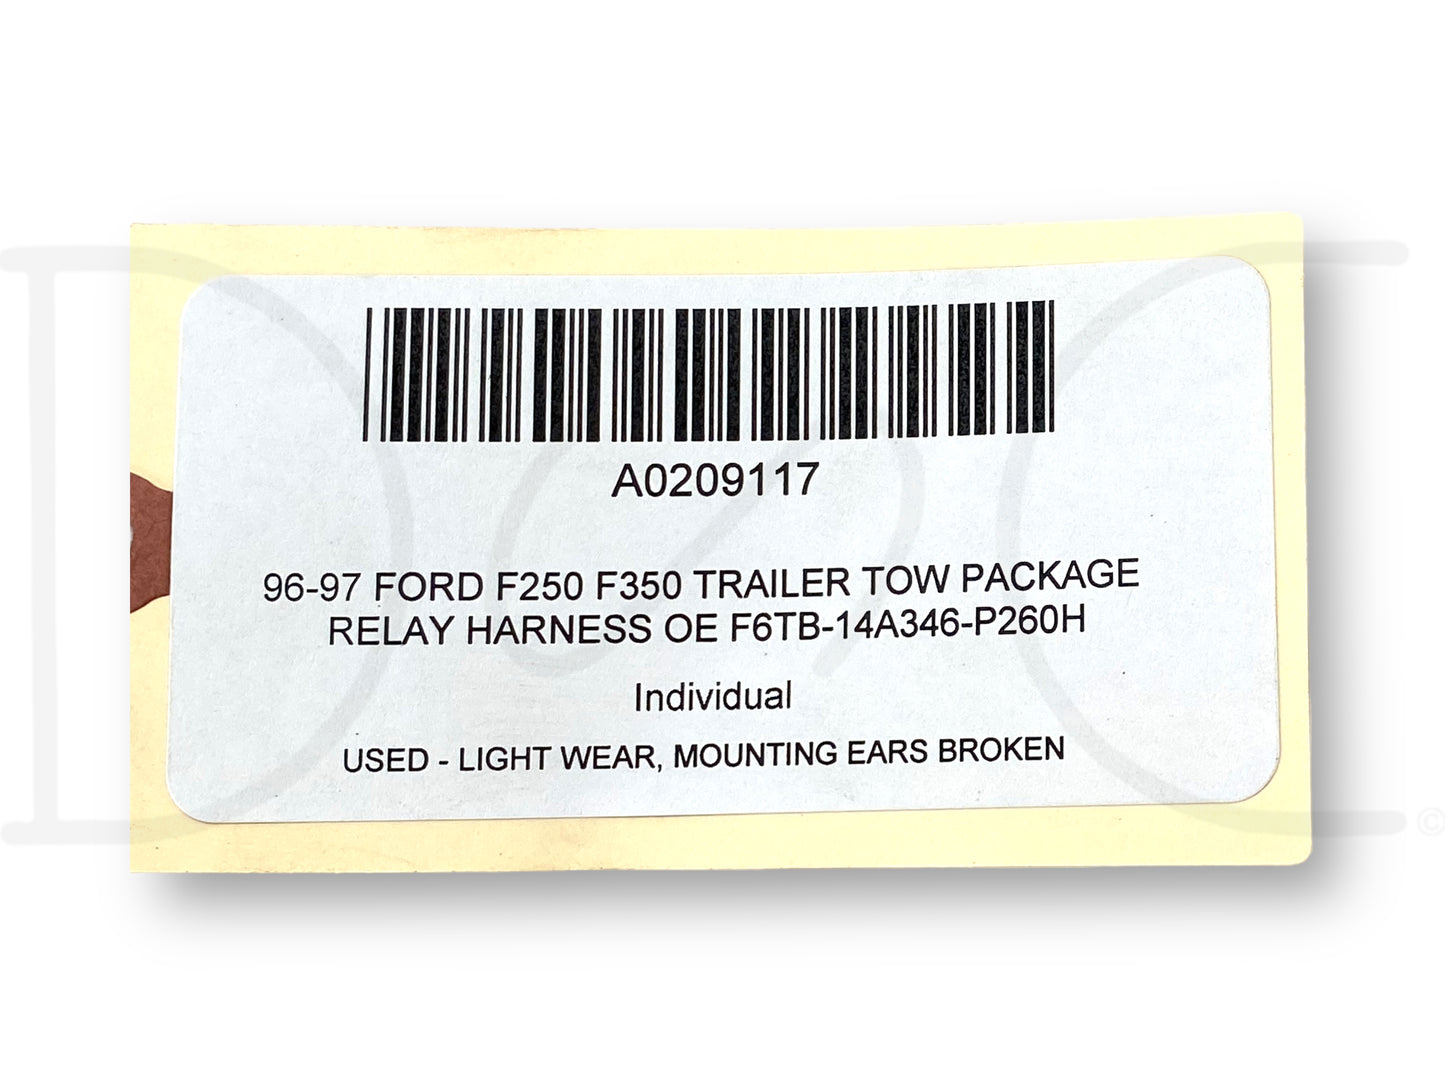 A0209117
96-97 FORD F250 F350 TRAILER TOW PACKAGE
RELAY HARNESS OE F6TB-14A346-P260H
Individual
USED - LIGHT WEAR, MOUNTING EARS BROKEN
©